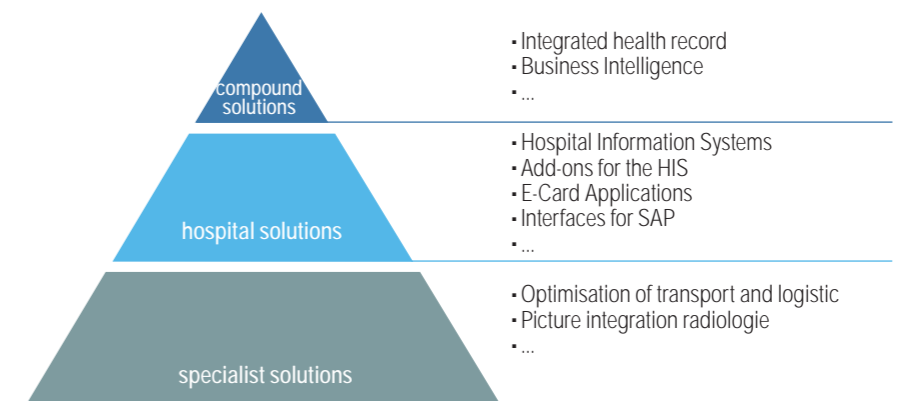 compound
solutions
▪ Integrated health record
▪ Business Intelligence
▪ ...
hospital solutions
▪ Hospital Information Systems
▪ Add-ons for the HIS
▪ E-Card Applications
▪ Interfaces for SAP
▪ ...
specialist solutions
▪ Optimisation of transport and logistic
▪ Picture integration radiologie
▪ ...